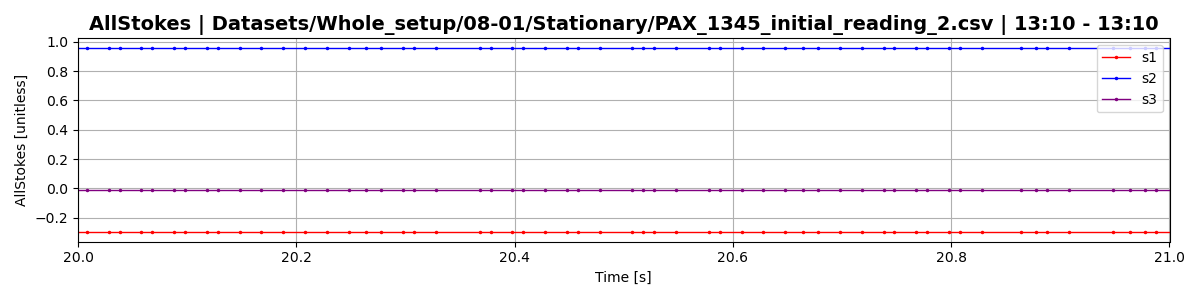 AllStokes | Datasets/Whole_setup/08-01/Stationary/PAX_1345_initial_reading_2.csv | 13:10 - 13:10
AllStokes [unitless]
1.0
0.8
0.6
0.4
0.2
0.0
−0.2
s1
s2
s3
20.0 20.2 20.4 20.6 20.8 21.0
Time [s]